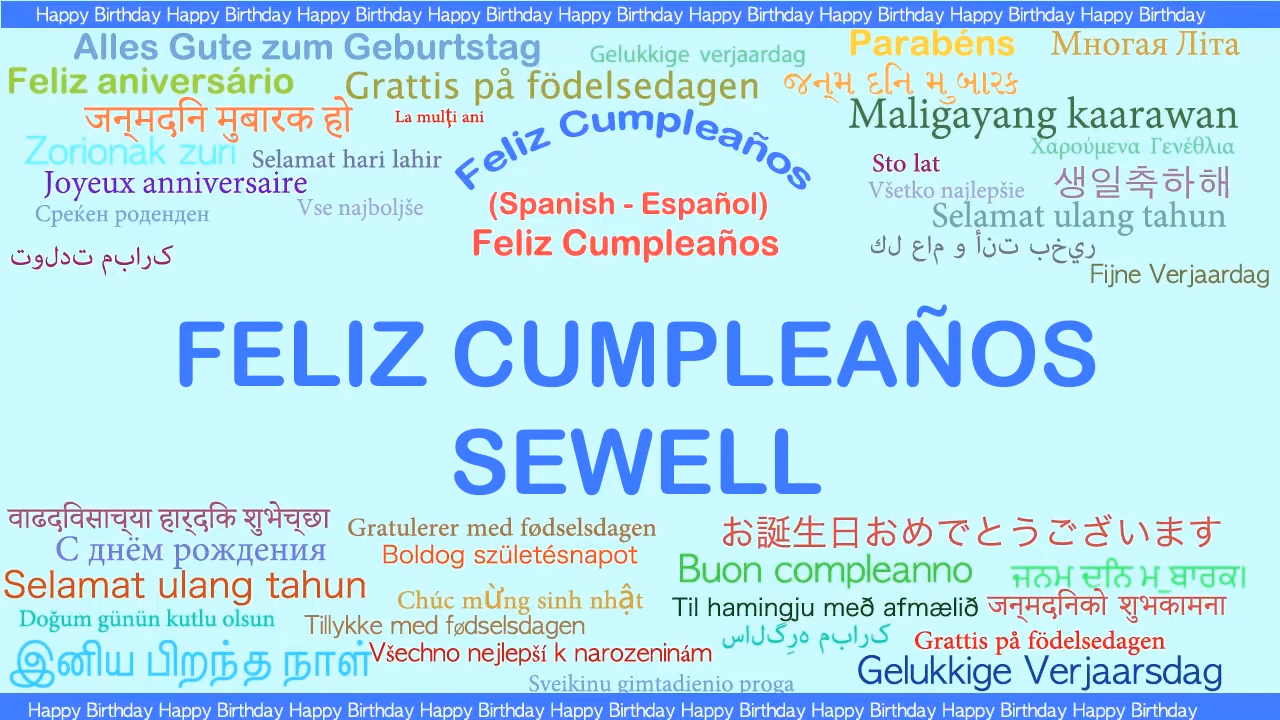 Happy Birthday Happy Birthday Happy Birthday Happy Birthday Happy Birthday Happy Birthday Happy Birthday Happy Birthday Happy Birthday
Alles Gute zum Geburtstag
Gelukkige verjaardag
Parabéns
Многая Літа
Feliz aniversário
Grattis på födelsedagen
જન્મ દિન મુબારક
जन्मदिन मुबारक हो
La mulţi ani
Feliz Cumpleaños
Maligayang kaarawan
Zorionak zuri
Selamat hari lahir
Sto lat
Χαρούμενα Γενέθλια
Joyeux anniversaire
(Spanish - Español)
Všetko najlepšie
생일축하해
Среќен роденден
Vse najboljše
Selamat ulang tahun
Feliz Cumpleaños
تولدت مبارک
كل عام و أنت بخير
Fijne Verjaardag
FELIZ CUMPLEAÑOS
SEWELL
वाढदिवसाच्या हार्दिक शुभेच्छा
Gratulerer med fødselsdagen
お誕生日おめでとうございます
С днём рождения
Boldog születésnapot
Buon compleanno
ਜਨਮ ਦਿਨ ਮੁਬਾਰਕ।
Selamat ulang tahun
Chúc mừng sinh nhật
Til hamingju með afmælið
जन्मदिनको शुभकामना
Doğum günün kutlu olsun
Tillykke med fødselsdagen
سالگرہ مبارک
Grattis på födelsedagen
இனிய பிறந்த நாள்
Všechno nejlepší k narozeninám
Gelukkige Verjaarsdag
Sveikinu gimtadienio proga
Happy Birthday Happy Birthday Happy Birthday Happy Birthday Happy Birthday Happy Birthday Happy Birthday Happy Birthday Happy Birthday